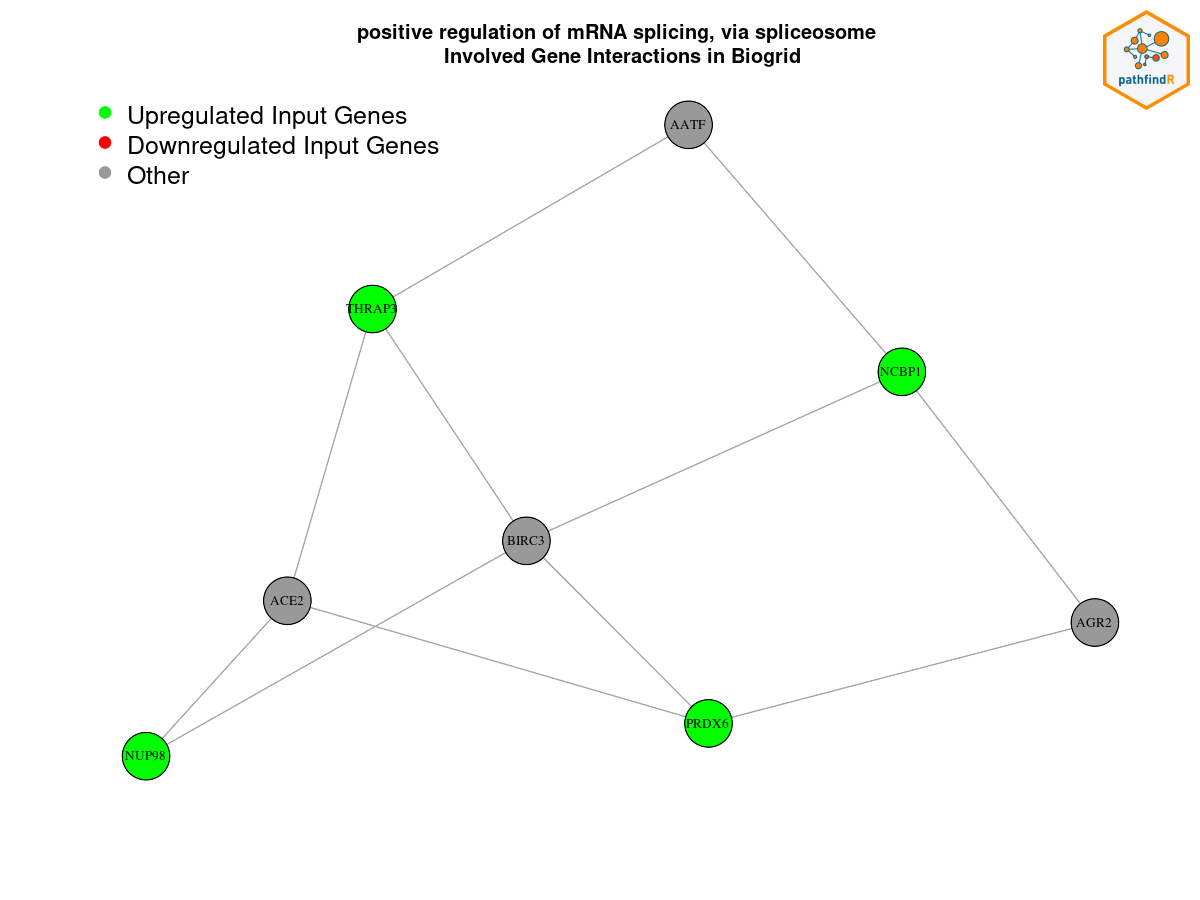 positive regulation of mRNA splicing, via spliceosome
Involved Gene Interactions in Biogrid
pathfindR
Upregulated Input Genes
Downregulated Input Genes
Other
AATF
THRAP3
NCBP1
BIRC3
ACE2
AGR2
PRDX6
NUP98